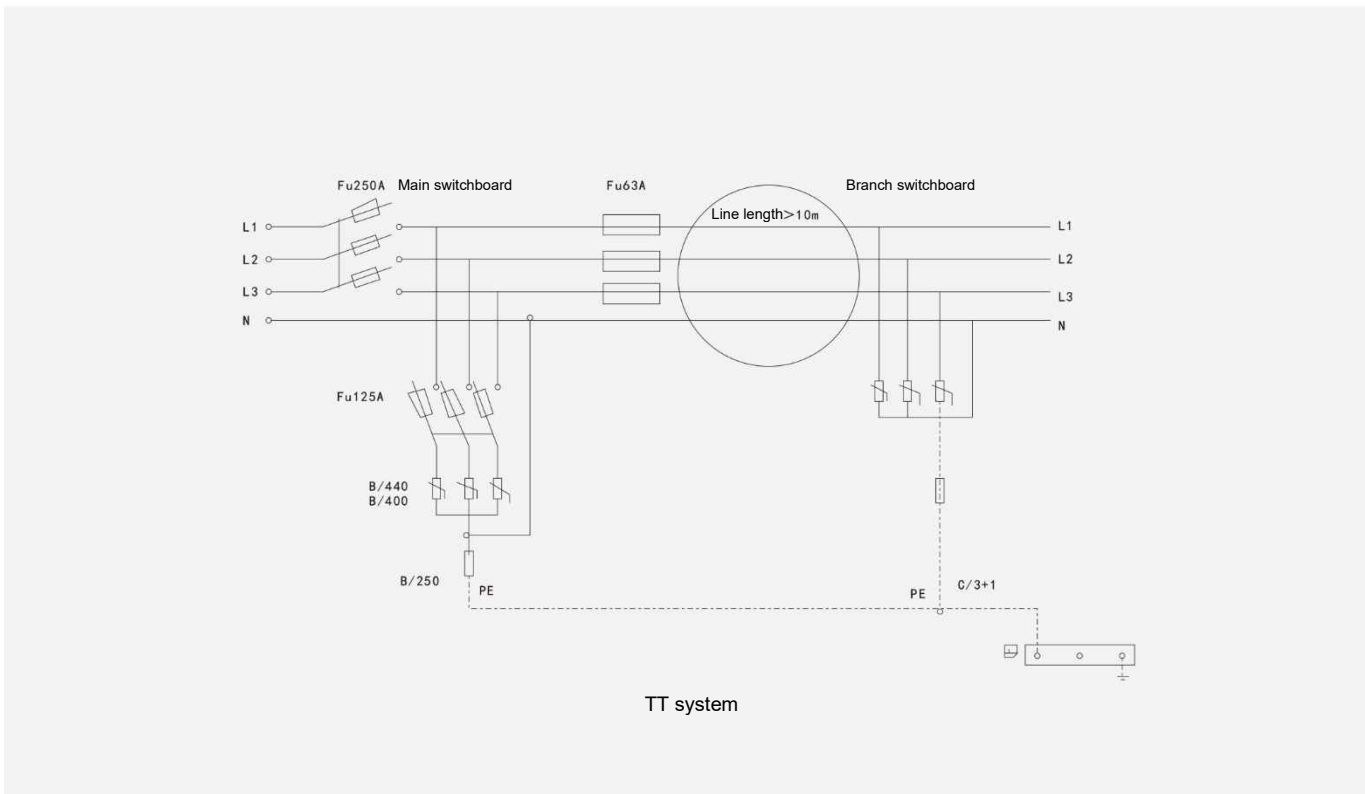 Fu250A Main switchboard
Fu63A
Branch switchboard
Line length>10m
L1
L1
L2
L2
L3
L3
N
N
Fu125A
B/440
B/400
B/250
PE
PE
C/3+1
TT system